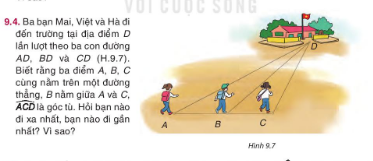 VỚI CUỘC SỐNG
9.4. Ba bạn Mai, Việt và Hà đi
đến trường tại địa điểm D
lần lượt theo ba con đường
AD, BD và CD (H.9.7).
Biết rằng ba điểm A, B, C
cùng nằm trên một đường
thẳng, B nằm giữa A và C,
ACD là góc tù. Hỏi bạn nào
đi xa nhất, bạn nào đi gần
nhất? Vì sao?
D
A
B
C
Hình 9.7